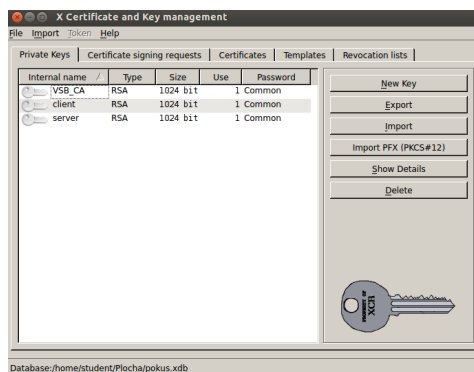 X Certificate and Key management
File Import Token Help
Private Keys Certificate signing requests Certificates Templates Revocation lists
Internal name Type Size Use Password
VSB_CA RSA 1024 bit 1 Common
client RSA 1024 bit 1 Common
server RSA 1024 bit 1 Common
New Key
Export
Import
Import PFX (PKCS#12)
Show Details
Delete
PROPERTY OF
XCA
Database:/home/student/Plocha/pokus.xdb